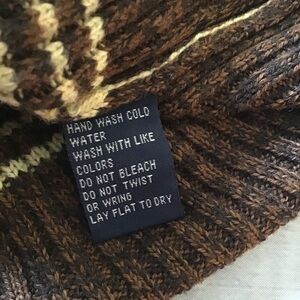 HAND WASH COLD
WATER
WASH WITH LIKE
COLORS
DO NOT BLEACH
DO NOT TWIST
OR WRING
LAY FLAT TO DRY